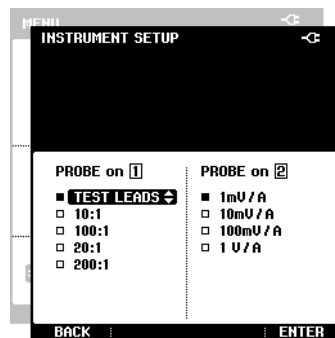 MENU
INSTRUMENT SETUP
PROBE on 1
TEST LEADS
10:1
100:1
20:1
200:1
PROBE on 2
1mV/A
10mV/A
100mV/A
1 V/A
BACK
ENTER